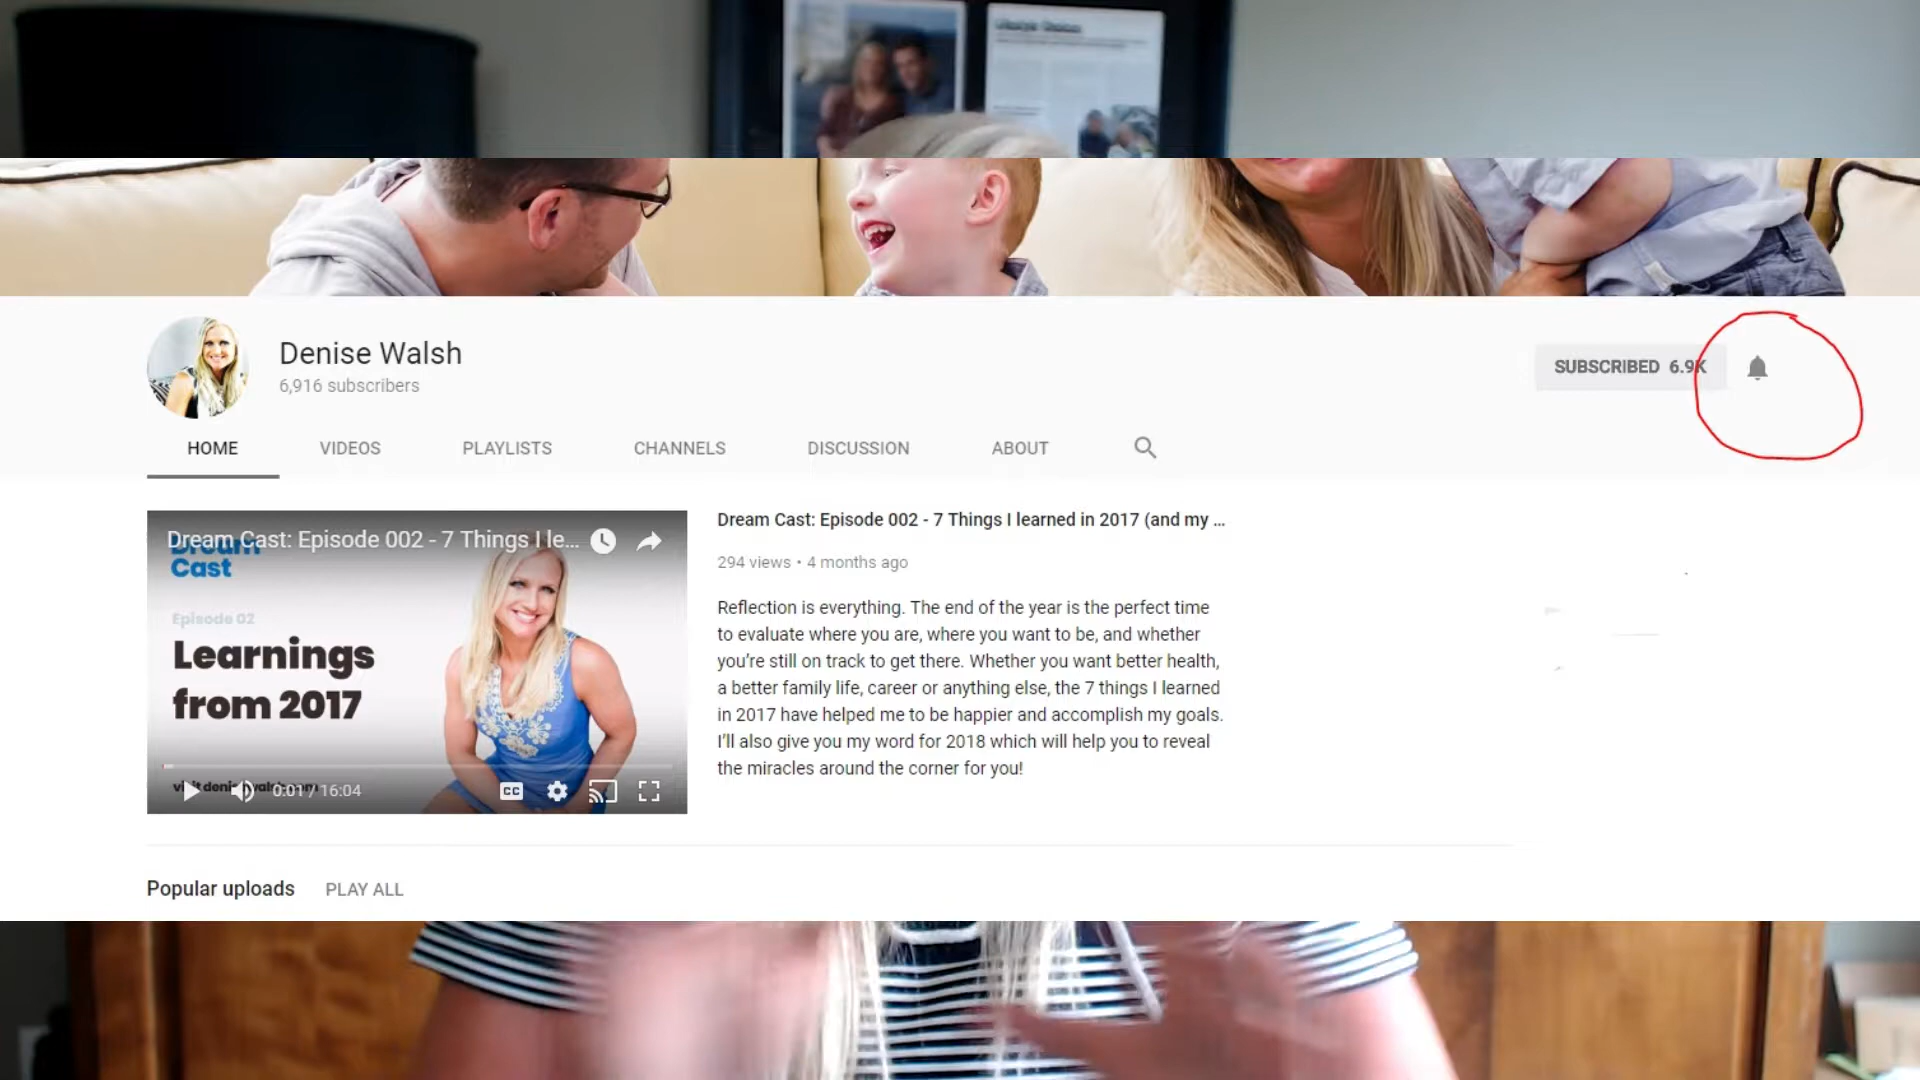 Denise Walsh
6,916 subscribers
SUBSCRIBED 6.9K
HOME VIDEOS PLAYLISTS CHANNELS DISCUSSION ABOUT
Dream Cast: Episode 002 - 7 Things I le...
Dream
Cast
Episode 02
Learnings
from 2017
0:01 / 16:04
CC
Dream Cast: Episode 002 - 7 Things I learned in 2017 (and my ...
294 views • 4 months ago
Reflection is everything. The end of the year is the perfect time
to evaluate where you are, where you want to be, and whether
you’re still on track to get there. Whether you want better health,
a better family life, career or anything else, the 7 things I learned
in 2017 have helped me to be happier and accomplish my goals.
I’ll also give you my word for 2018 which will help you to reveal
the miracles around the corner for you!
Popular uploads PLAY ALL